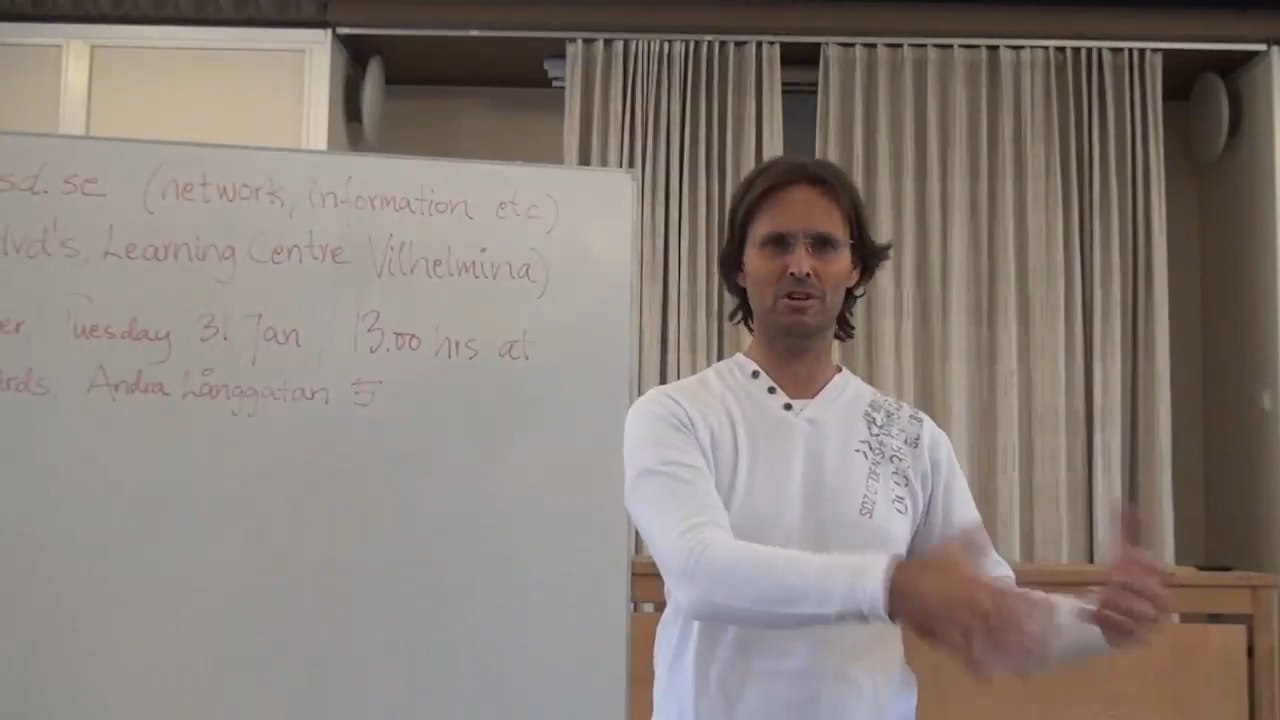 sd.se (network, information etc)
lvd's, Learning Centre Vilhelmina)
er, Tuesday 31 Jan 13.00 hrs at
ards Andra Långgatan 5